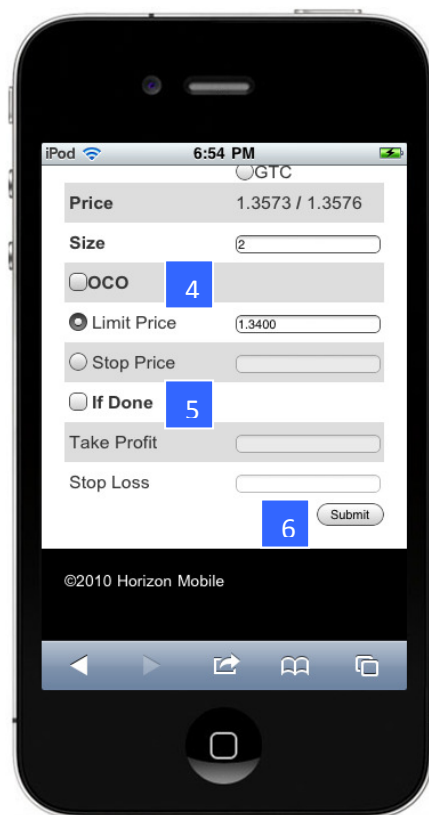 iPod 6:54 PM
GTC
Price 1.3573 / 1.3576
Size 2
OCO 4
Limit Price 1.3400
Stop Price
If Done 5
Take Profit
Stop Loss
6 Submit
©2010 Horizon Mobile